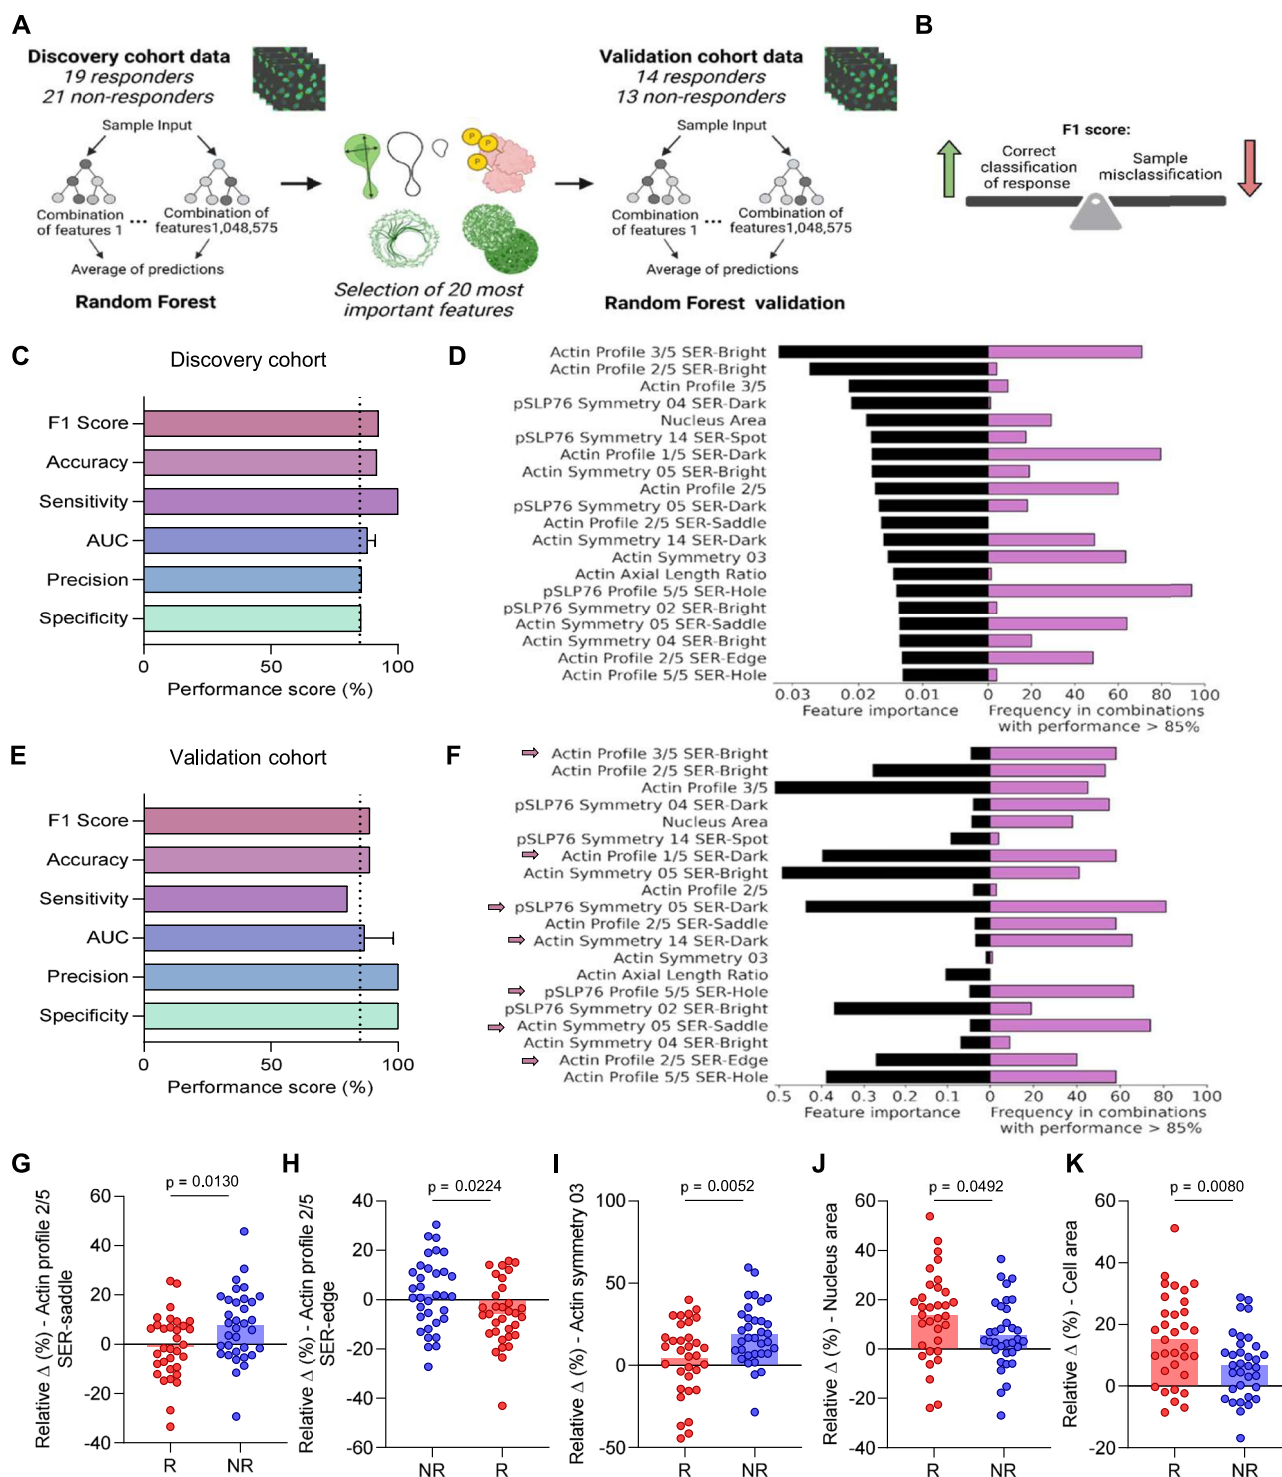 A
Discovery cohort data
19 responders
21 non-responders
Sample Input
Combination
of features 1
...
Combination of
features1,048,575
Average of predictions
Random Forest
P
P
P
Selection of 20 most
important features
Validation cohort data
14 responders
13 non-responders
Sample Input
Combination
of features 1
...
Combination of
features1,048,575
Average of predictions
Random Forest validation
B
F1 score:
Correct
classification
of response
Sample
misclassification
C
Discovery cohort
F1 Score
Accuracy
Sensitivity
AUC
Precision
Specificity
0 50 100
Performance score (%)
D
Actin Profile 3/5 SER-Bright
Actin Profile 2/5 SER-Bright
Actin Profile 3/5
pSLP76 Symmetry 04 SER-Dark
Nucleus Area
pSLP76 Symmetry 14 SER-Spot
Actin Profile 1/5 SER-Dark
Actin Symmetry 05 SER-Bright
Actin Profile 2/5
pSLP76 Symmetry 05 SER-Dark
Actin Profile 2/5 SER-Saddle
Actin Symmetry 14 SER-Dark
Actin Symmetry 03
Actin Axial Length Ratio
pSLP76 Profile 5/5 SER-Hole
pSLP76 Symmetry 02 SER-Bright
Actin Symmetry 05 SER-Saddle
Actin Symmetry 04 SER-Bright
Actin Profile 2/5 SER-Edge
Actin Profile 5/5 SER-Hole
0.03 0.02 0.01 0 20 40 60 80 100
Feature importance
Frequency in combinations
with performance > 85%
E
Validation cohort
F1 Score
Accuracy
Sensitivity
AUC
Precision
Specificity
0 50 100
Performance score (%)
F
Actin Profile 3/5 SER-Bright
Actin Profile 2/5 SER-Bright
Actin Profile 3/5
pSLP76 Symmetry 04 SER-Dark
Nucleus Area
pSLP76 Symmetry 14 SER-Spot
Actin Profile 1/5 SER-Dark
Actin Symmetry 05 SER-Bright
Actin Profile 2/5
pSLP76 Symmetry 05 SER-Dark
Actin Profile 2/5 SER-Saddle
Actin Symmetry 14 SER-Dark
Actin Symmetry 03
Actin Axial Length Ratio
pSLP76 Profile 5/5 SER-Hole
pSLP76 Symmetry 02 SER-Bright
Actin Symmetry 05 SER-Saddle
Actin Symmetry 04 SER-Bright
Actin Profile 2/5 SER-Edge
Actin Profile 5/5 SER-Hole
0.5 0.4 0.3 0.2 0.1 0 20 40 60 80 100
Feature importance
Frequency in combinations
with performance > 85%
G
p = 0.0130
Relative Δ (%) - Actin profile 2/5
SER-saddle
60
40
20
0
-20
-40
R NR
H
p = 0.0224
Relative Δ (%) - Actin profile 2/5
SER-edge
40
20
0
-20
-40
-60
NR R
I
p = 0.0052
Relative Δ (%) - Actin symmetry 03
100
50
0
-50
R NR
J
p = 0.0492
Relative Δ (%) - Nucleus area
60
40
20
0
-20
-40
R NR
K
p = 0.0080
Relative Δ (%) - Cell area
60
40
20
0
-20
R NR